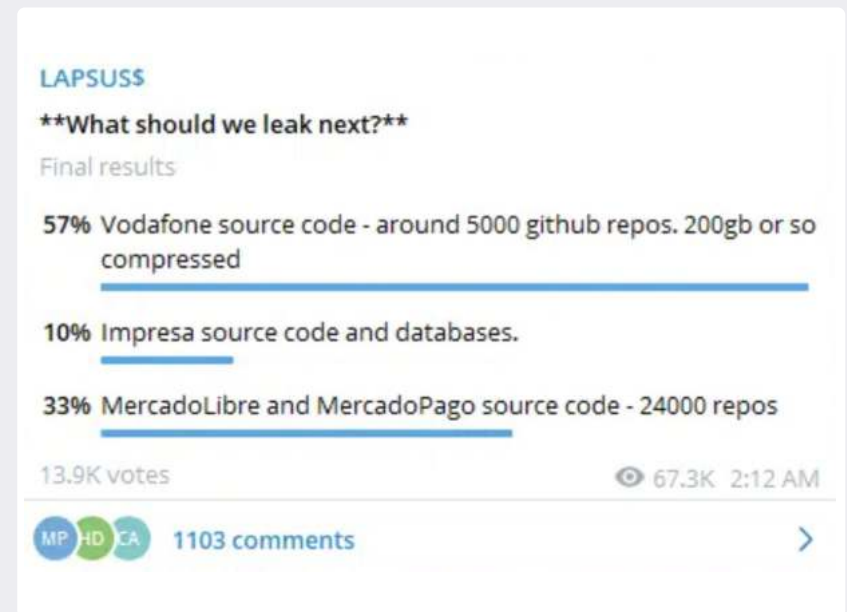 LAPSUS$
**What should we leak next?**
Final results
57% Vodafone source code - around 5000 github repos. 200gb or so
compressed
10% Impresa source code and databases.
33% MercadoLibre and MercadoPago source code - 24000 repos
13.9K votes 67.3K 2:12 AM
MP HD CA 1103 comments